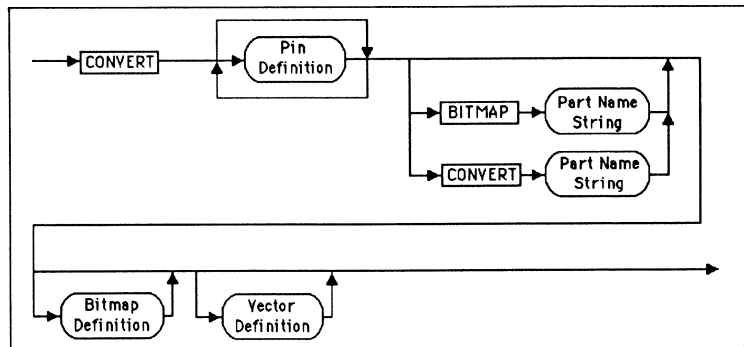 CONVERT
Pin
Definition
BITMAP
Part Name
String
CONVERT
Part Name
String
Bitmap
Definition
Vector
Definition